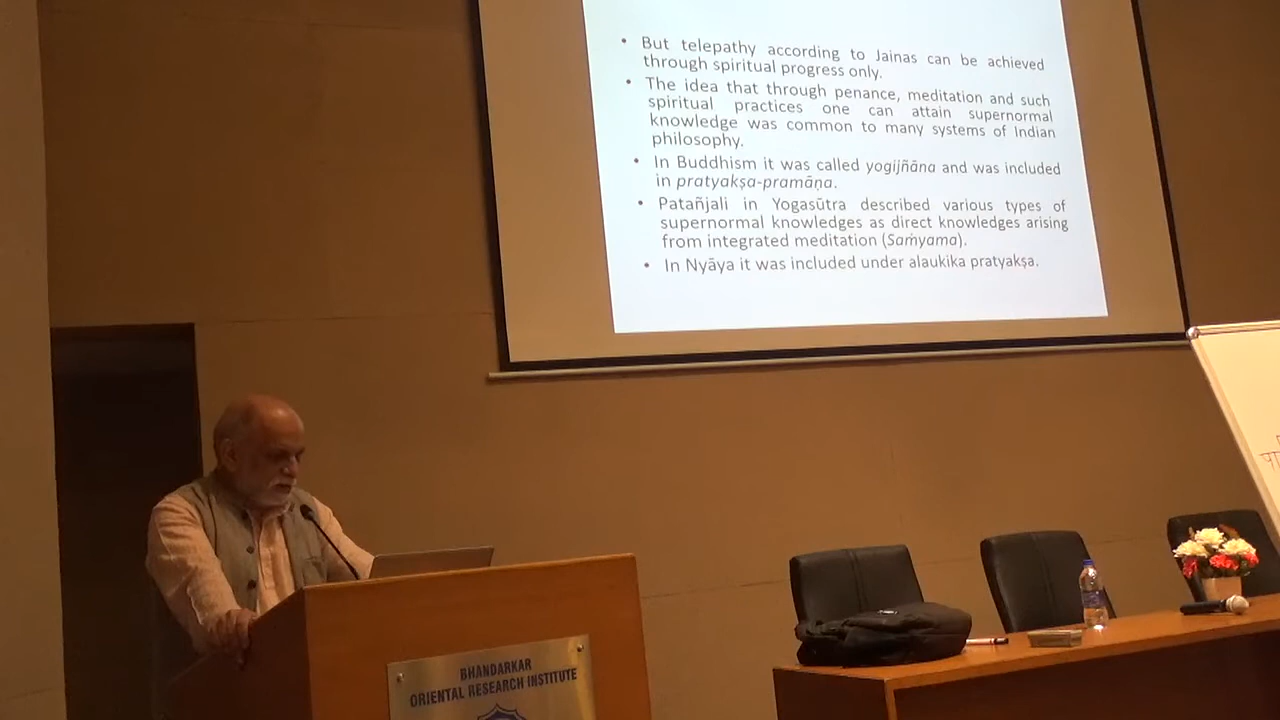 • But telepathy according to Jainas can be achieved
through spiritual progress only.
• The idea that through penance, meditation and such
spiritual practices one can attain supernormal
knowledge was common to many systems of Indian
philosophy.
• In Buddhism it was called yogijñāna and was included
in pratyakṣa-pramāṇa.
• Patañjali in Yogasūtra described various types of
supernormal knowledges as direct knowledges arising
from integrated meditation (Saṁyama).
• In Nyāya it was included under alaukika pratyakṣa.
BHANDARKAR
ORIENTAL RESEARCH INSTITUTE